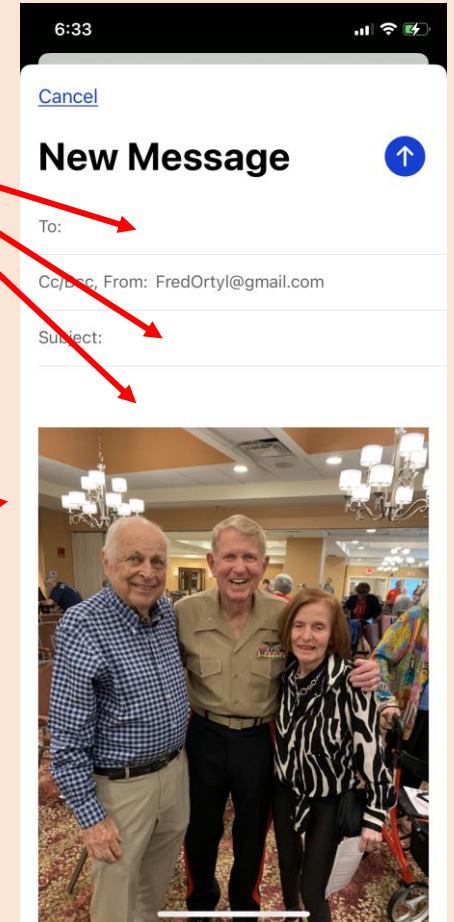 6:33
Cancel
New Message
To:
Cc/Bcc, From: FredOrtyl@gmail.com
Subject: